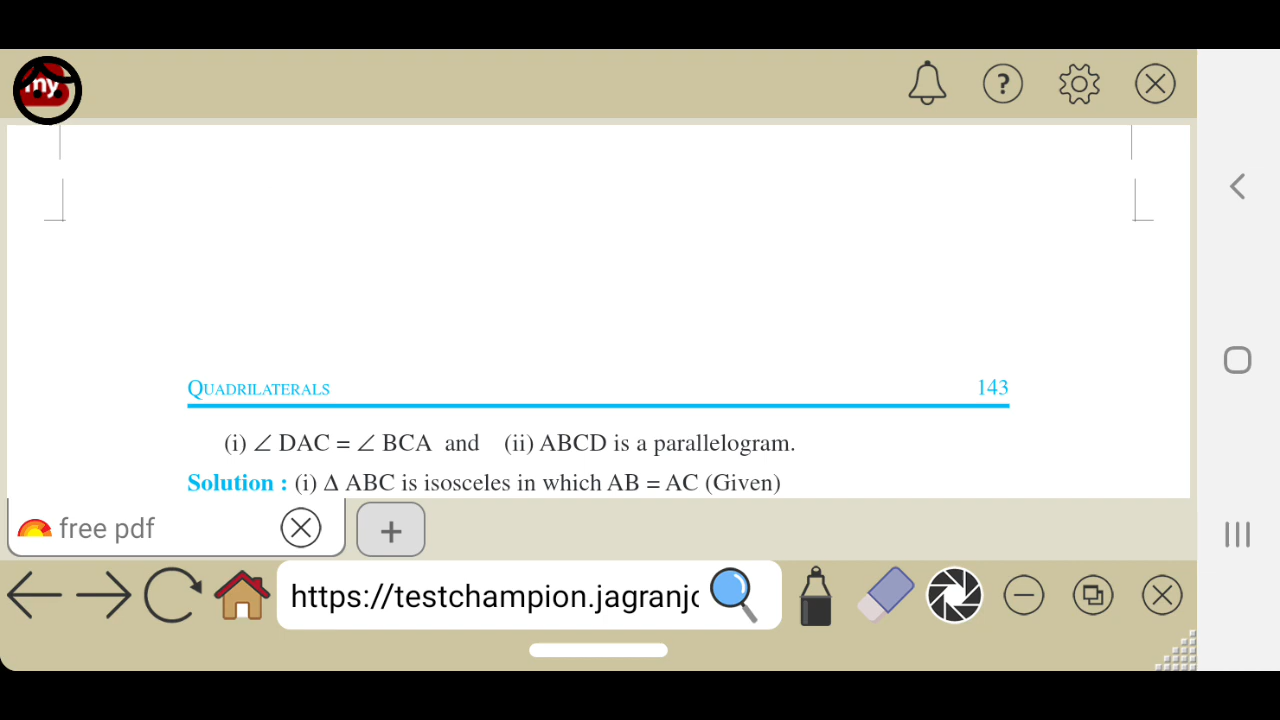 my
?
QUADRILATERALS 143
(i) ∠ DAC = ∠ BCA and (ii) ABCD is a parallelogram.
Solution : (i) Δ ABC is isosceles in which AB = AC (Given)
free pdf
+
https://testchampion.jagranjo